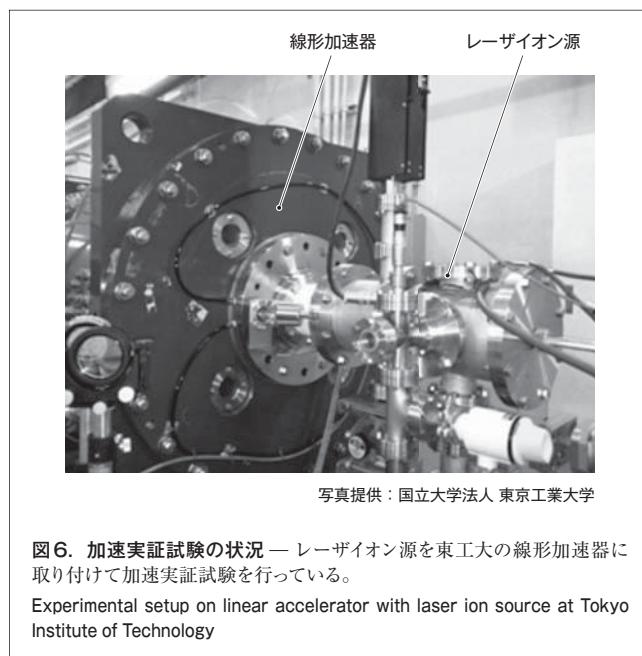 線形加速器 レーザイオン源
写真提供：国立大学法人 東京工業大学
図6． 加速実証試験の状況 — レーザイオン源を東工大の線形加速器に
取り付けて加速実証試験を行っている。
Experimental setup on linear accelerator with laser ion source at Tokyo
Institute of Technology